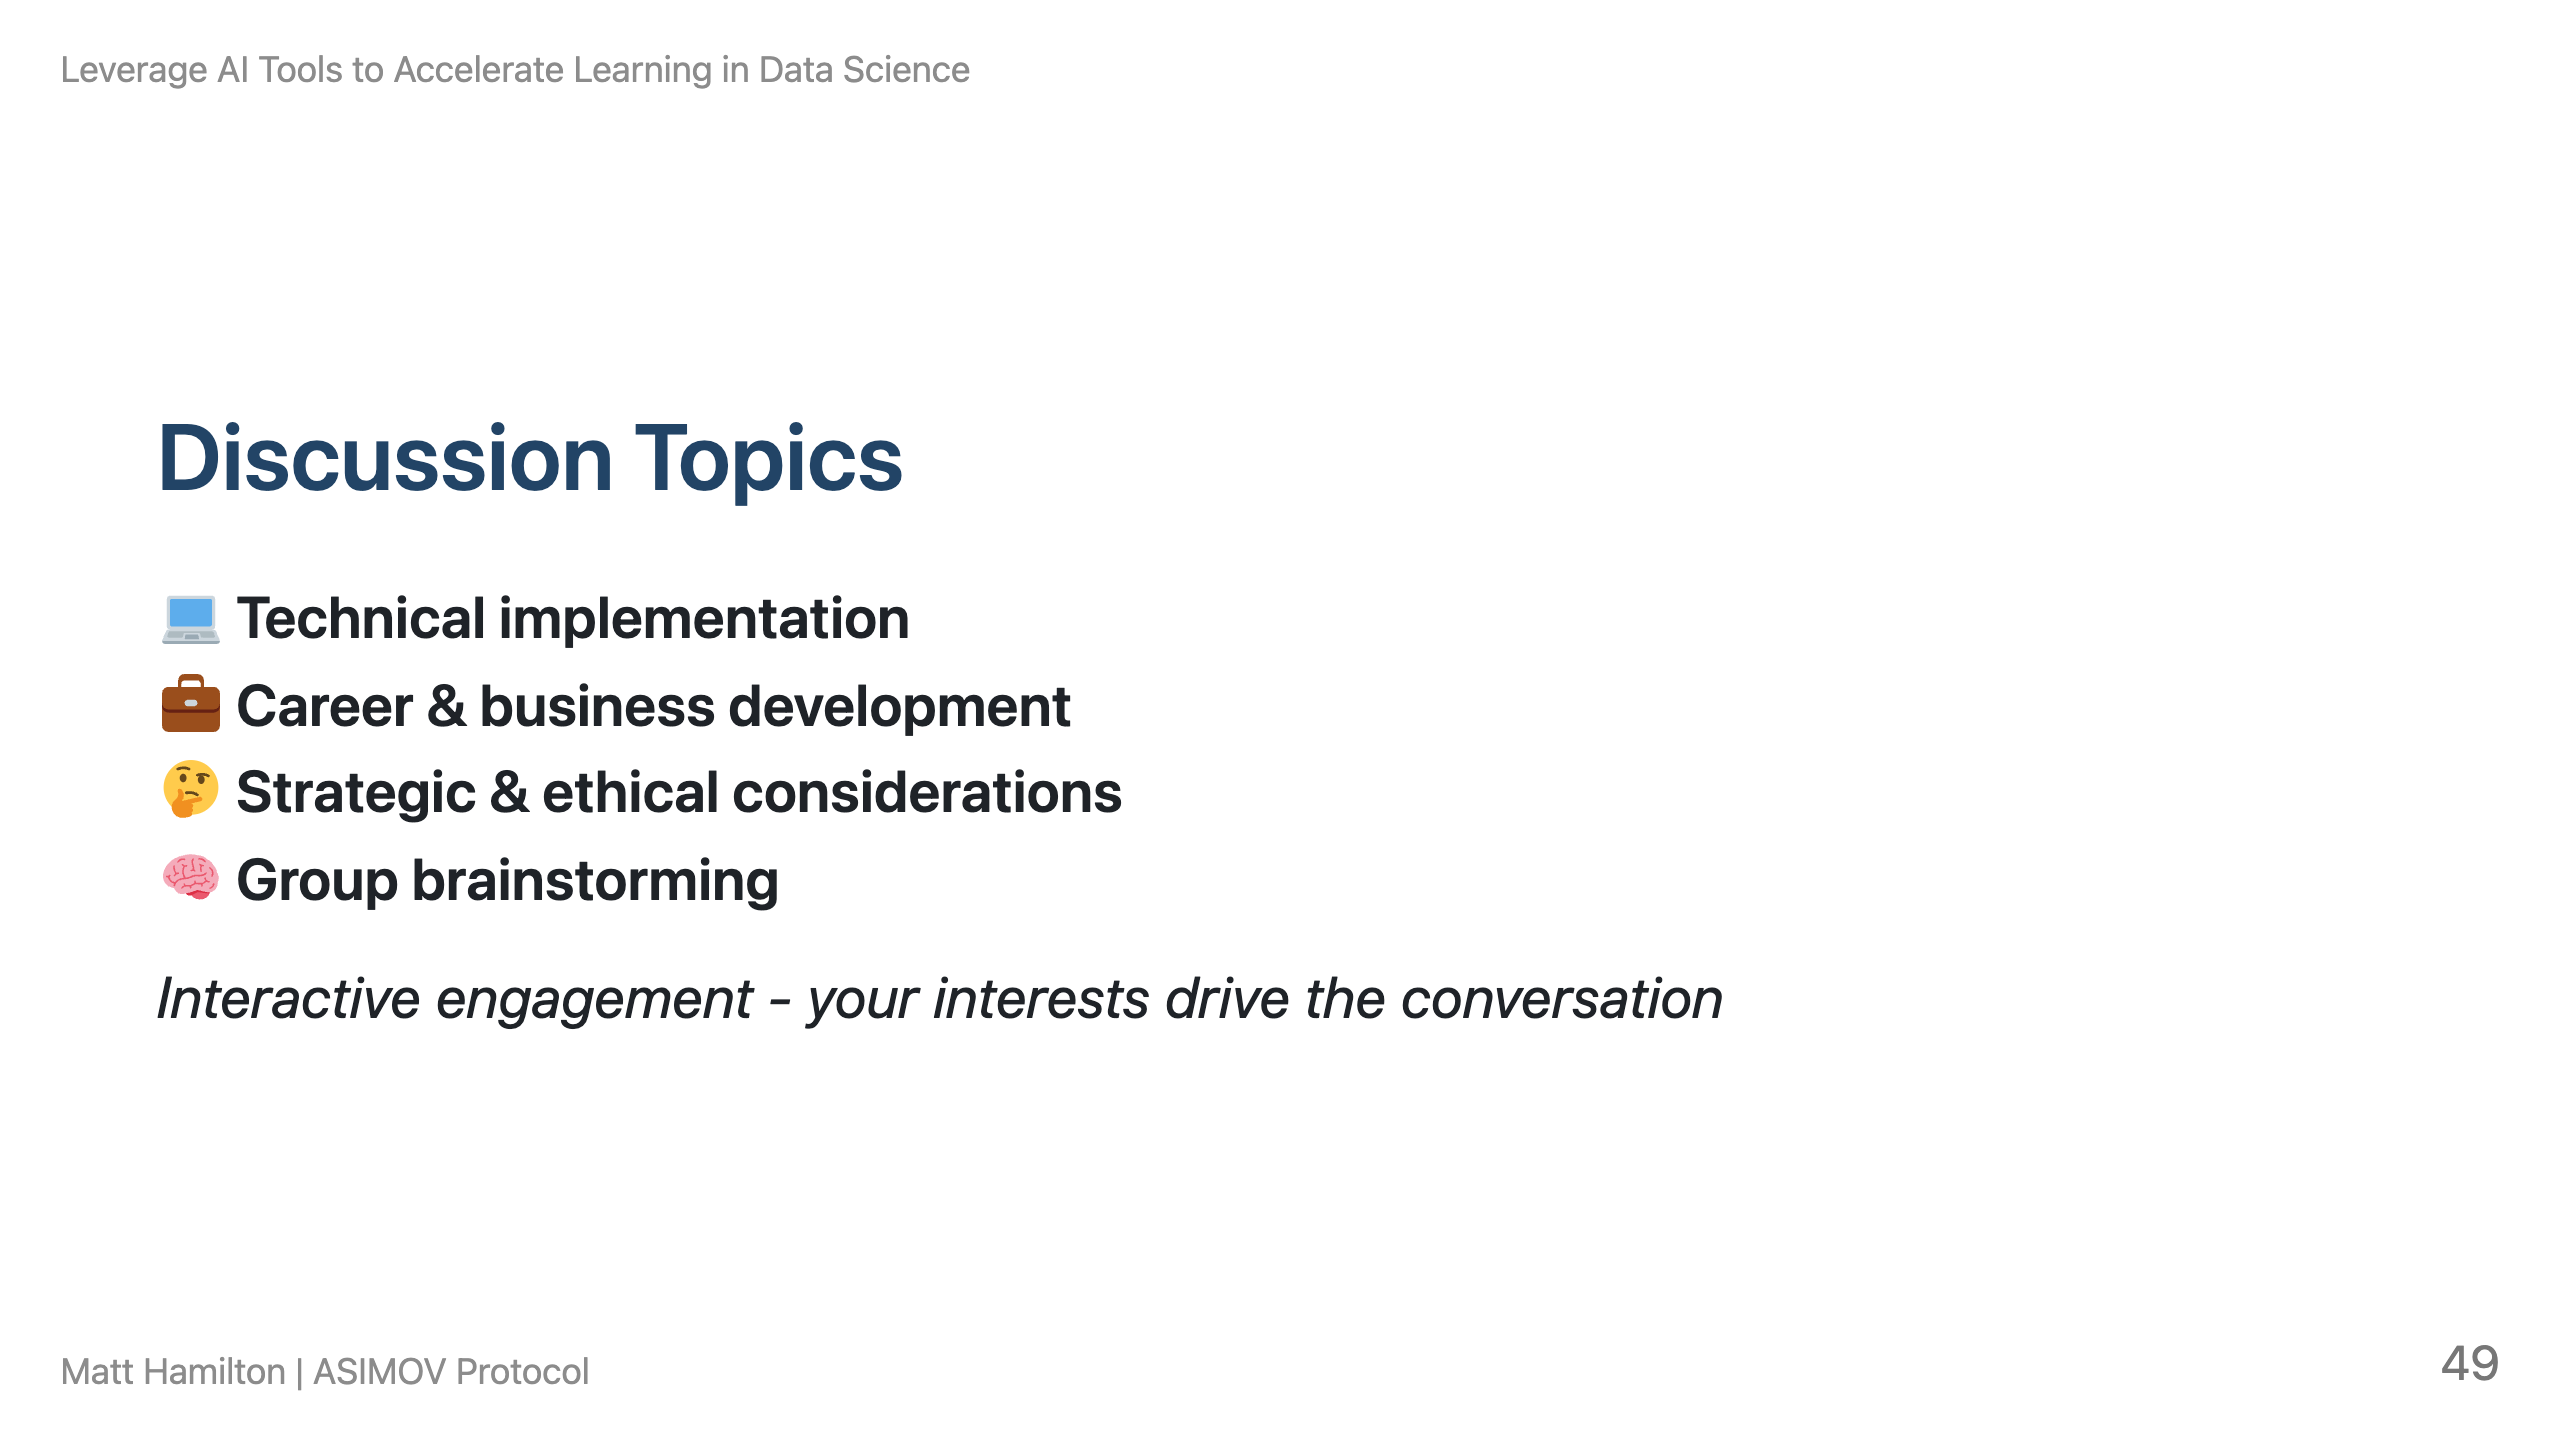 Leverage AI Tools to Accelerate Learning in Data Science
Discussion Topics
💻 Technical implementation
💼 Career & business development
🤔 Strategic & ethical considerations
🧠 Group brainstorming
Interactive engagement - your interests drive the conversation
Matt Hamilton | ASIMOV Protocol
49